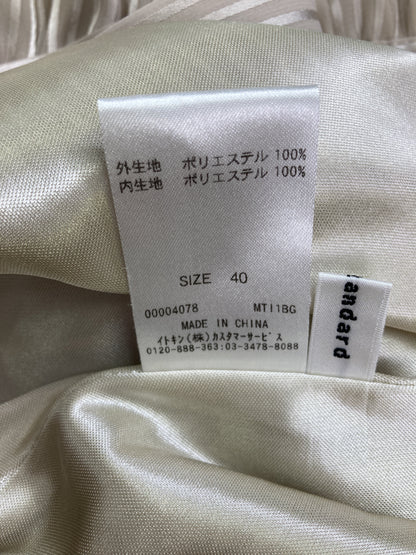 外生地 ポリエステル 100%
内生地 ポリエステル 100%
SIZE 40
00004078 MTI1BG
MADE IN CHINA
イトキン(株)カスタマーサービス
0120-888-363:03-3478-8088
tandard